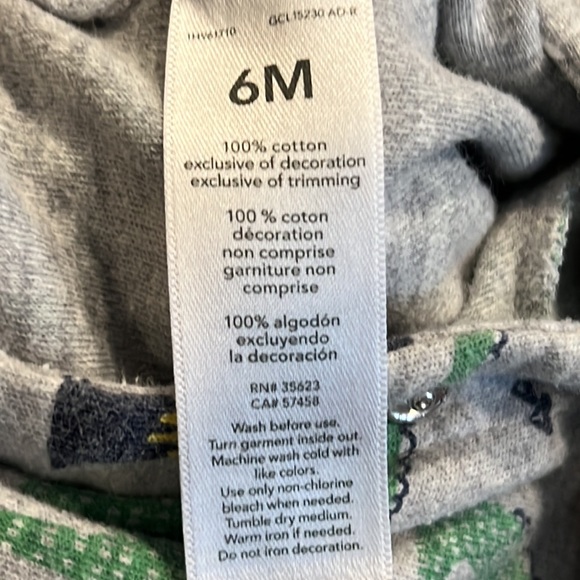 GCL15230 AD-R
6M
100% cotton
exclusive of decoration
exclusive of trimming
100 % coton
décoration
non comprise
garniture non
comprise
100% algodón
excluyendo
la decoración
RN# 35623
CA# 57458
Wash before use.
Turn garment inside out.
Machine wash cold with
like colors.
Use only non-chlorine
bleach when needed.
Tumble dry medium.
Warm iron if needed.
Do not iron decoration.